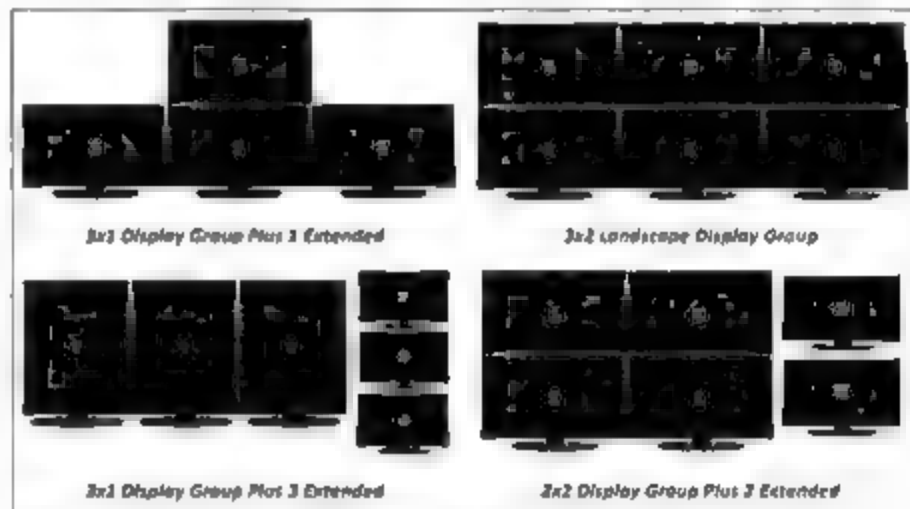 3x1 Display Group Plus 1 Extended
3x2 Landscape Display Group
3x1 Display Group Plus 3 Extended
2x2 Display Group Plus 2 Extended